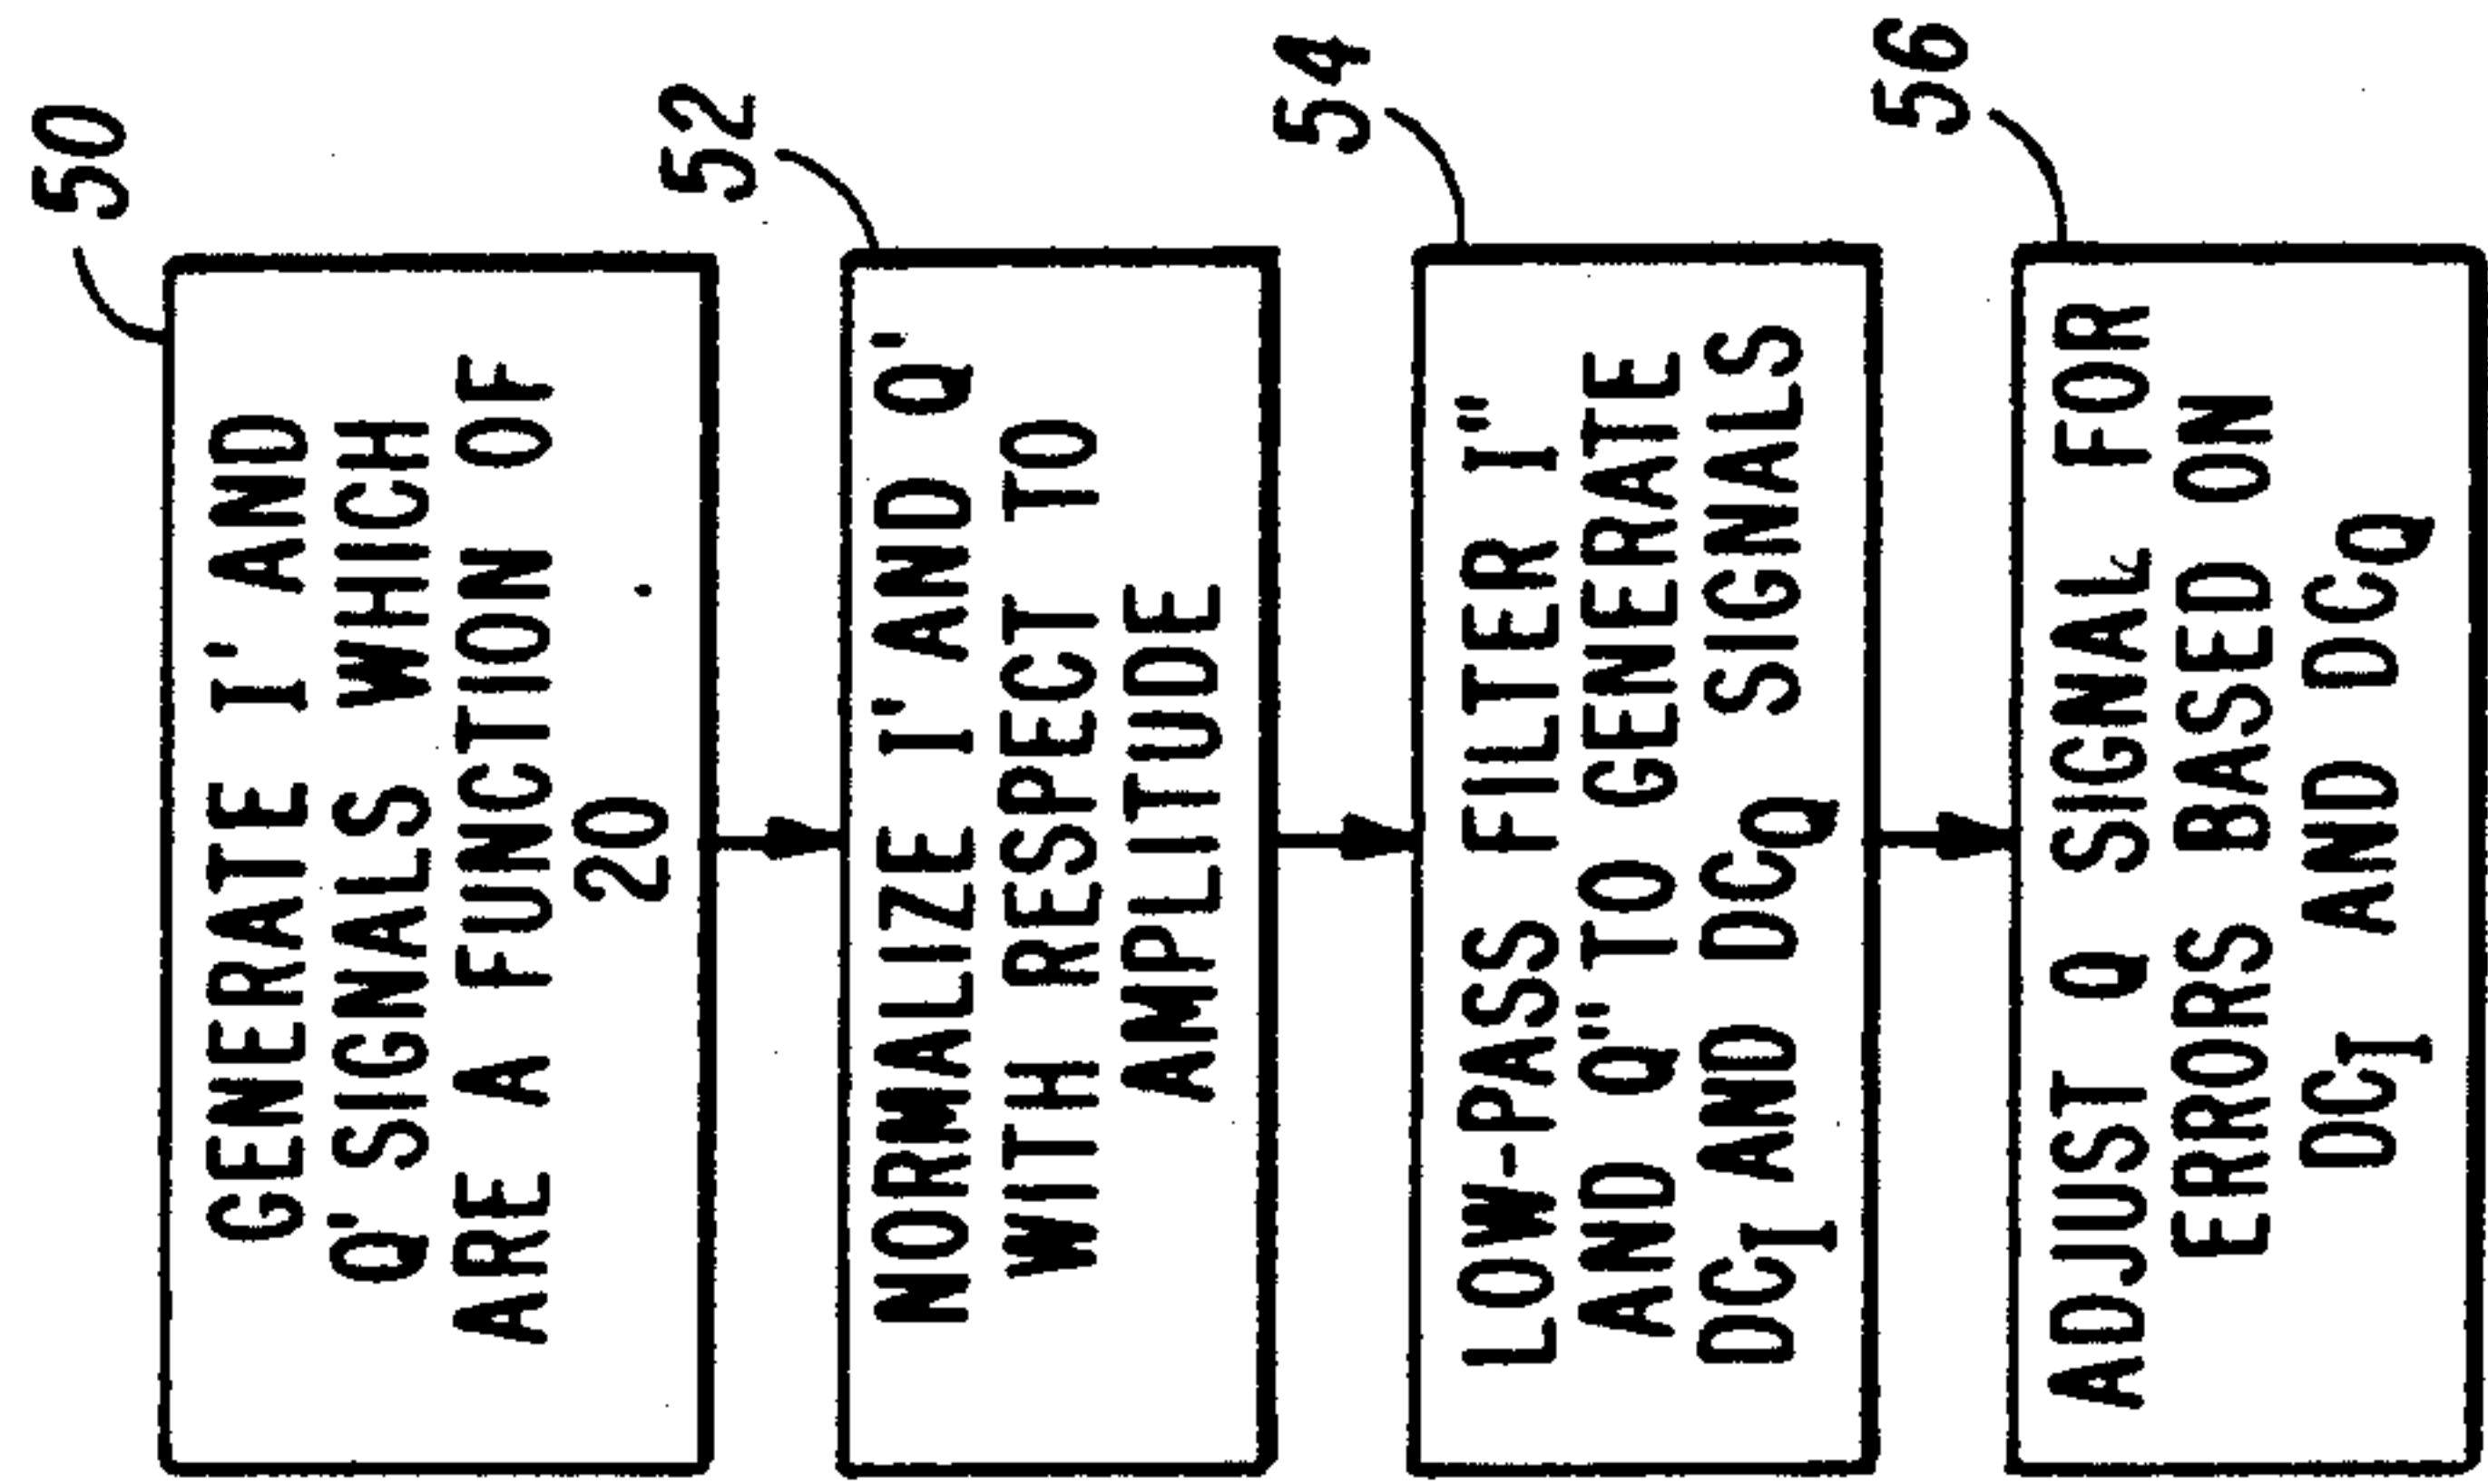 50
GENERATE I' AND
Q' SIGNALS WHICH
ARE A FUNCTION OF
20
52
NORMALIZE I' AND Q'
WITH RESPECT TO
AMPLITUDE
54
LOW-PASS FILTER I"
AND Q" TO GENERATE
DCI AND DCQ SIGNALS
56
ADJUST Q SIGNAL FOR
ERRORS BASED ON
DCI AND DCQ